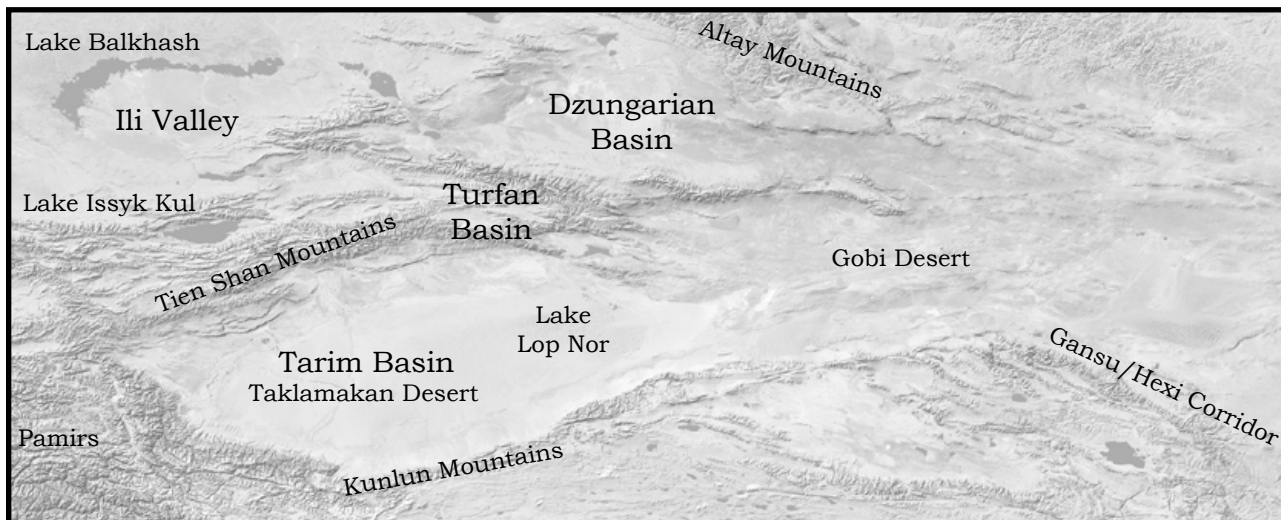 Lake Balkhash
Altay Mountains
Ili Valley
Dzungarian
Basin
Lake Issyk Kul
Turfan
Basin
Tien Shan Mountains
Gobi Desert
Lake
Lop Nor
Tarim Basin
Taklamakan Desert
Gansu/Hexi Corridor
Pamirs
Kunlun Mountains